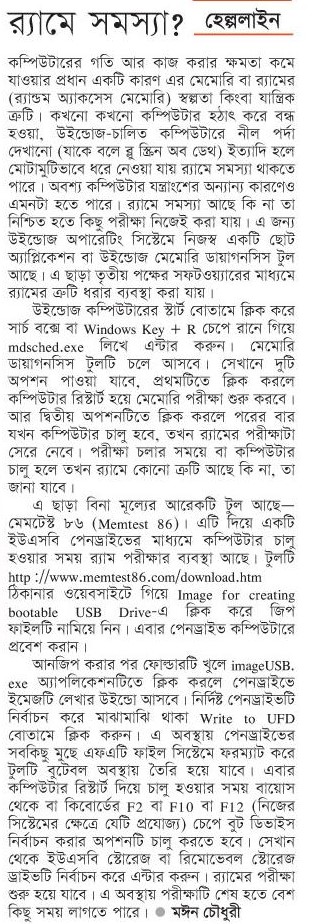 র‍্যামে সমস্যা? হেল্পলাইন
কম্পিউটারের গতি আর কাজ করার ক্ষমতা কমে
যাওয়ার প্রধান একটি কারণ এর মেমোরি বা র‍্যামের
(র‍্যান্ডম অ্যাকসেস মেমোরি) স্বল্পতা কিংবা যান্ত্রিক
ত্রুটি। কখনো কখনো কম্পিউটার হঠাৎ করে বন্ধ
হওয়া, উইন্ডোজ-চালিত কম্পিউটারে নীল পর্দা
দেখানো (যাকে বলে ব্লু স্ক্রিন অব ডেথ) ইত্যাদি হলে
মোটামুটিভাবে ধরে নেওয়া যায় র‍্যামে সমস্যা থাকতে
পারে। অবশ্য কম্পিউটার যন্ত্রাংশের অন্যান্য কারণেও
এমনটা হতে পারে। র‍্যামে সমস্যা আছে কি না তা
নিশ্চিত হতে কিছু পরীক্ষা নিজেই করা যায়। এ জন্য
উইন্ডোজ অপারেটিং সিস্টেমে নিজস্ব একটি ছোট
অ্যাপ্লিকেশন বা উইন্ডোজ মেমোরি ডায়াগনসিস টুল
আছে। এ ছাড়া তৃতীয় পক্ষের সফটওয়্যারের মাধ্যমে
র‍্যামের ত্রুটি ধরার ব্যবস্থা করা যায়।
উইন্ডোজ কম্পিউটারের স্টার্ট বোতামে ক্লিক করে
সার্চ বক্সে বা Windows Key + R চেপে রানে গিয়ে
mdsched.exe লিখে এন্টার করুন। মেমোরি
ডায়াগনসিস টুলটি চলে আসবে। সেখানে দুটি
অপশন পাওয়া যাবে, প্রথমটিতে ক্লিক করলে
কম্পিউটার রিস্টার্ট হয়ে মেমোরি পরীক্ষা শুরু করবে।
আর দ্বিতীয় অপশনটিতে ক্লিক করলে পরের বার
যখন কম্পিউটার চালু হবে, তখন র‍্যামের পরীক্ষাটা
সেরে নেবে। পরীক্ষা চলার সময়ে বা কম্পিউটার
চালু হলে তখন র‍্যামে কোনো ত্রুটি আছে কি না, তা
জানা যাবে।
এ ছাড়া বিনা মূল্যের আরেকটি টুল আছে—
মেমটেস্ট ৮৬ (Memtest 86)। এটি দিয়ে একটি
ইউএসবি পেনড্রাইভের মাধ্যমে কম্পিউটার চালু
হওয়ার সময় র‍্যাম পরীক্ষার ব্যবস্থা আছে। টুলটি
http://www.memtest86.com/download.htm
ঠিকানার ওয়েবসাইটে গিয়ে Image for creating
bootable USB Drive-এ ক্লিক করে জিপ
ফাইলটি নামিয়ে নিন। এবার পেনড্রাইভ কম্পিউটারে
প্রবেশ করান।
আনজিপ করার পর ফোল্ডারটি খুলে imageUSB.
exe অ্যাপলিকেশনটিতে ক্লিক করলে পেনড্রাইভে
ইমেজটি লেখার উইন্ডো আসবে। নির্দিষ্ট পেনড্রাইভটি
নির্বাচন করে মাঝামাঝি থাকা Write to UFD
বোতামে ক্লিক করুন। এ অবস্থায় পেনড্রাইভের
সবকিছু মুছে এফএটি ফাইল সিস্টেমে ফরম্যাট করে
টুলটি বুটেবল অবস্থায় তৈরি হয়ে যাবে। এবার
কম্পিউটার রিস্টার্ট দিয়ে চালু হওয়ার সময় বায়োস
থেকে বা কিবোর্ডের F2 বা F10 বা F12 (নিজের
সিস্টেমের ক্ষেত্রে যেটি প্রযোজ্য) চেপে বুট ডিভাইস
নির্বাচন করার অপশনটি চালু করতে হবে। সেখান
থেকে ইউএসবি স্টোরেজ বা রিমোভেবল স্টোরেজ
ড্রাইভটি নির্বাচন করে এন্টার করুন। র‍্যামের পরীক্ষা
শুরু হয়ে যাবে। এ অবস্থায় পরীক্ষাটি শেষ হতে বেশ
কিছু সময় লাগতে পারে। ● মঈন চৌধুরী